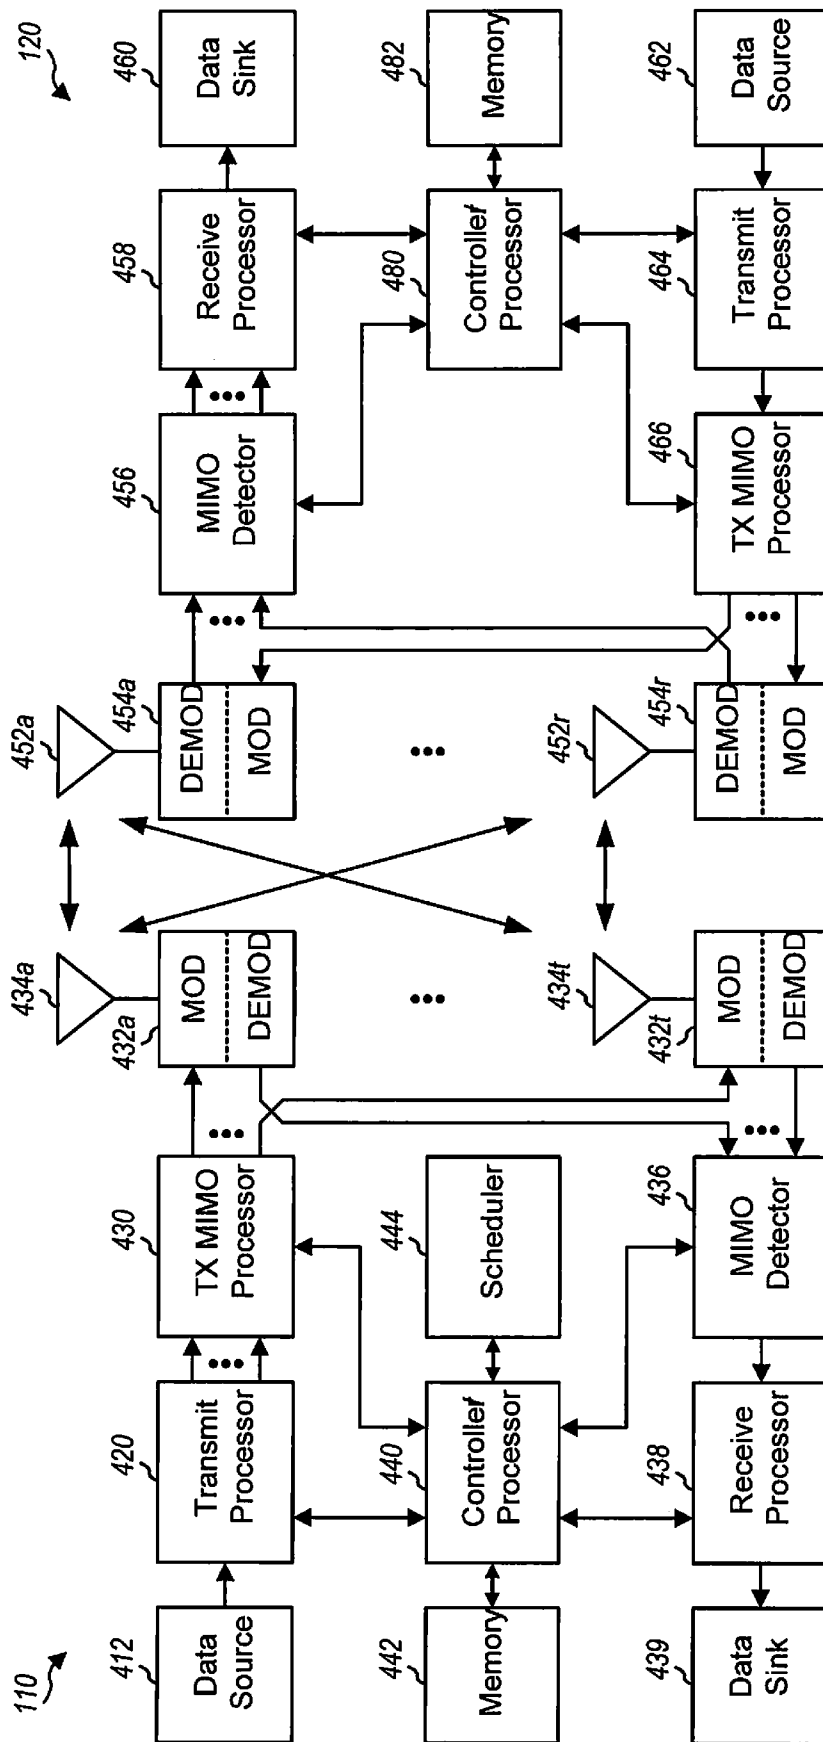 110
120
412
Data
Source
420
Transmit
Processor
430
TX MIMO
Processor
434a
432a
MOD
DEMOD
452a
454a
DEMOD
MOD
456
MIMO
Detector
458
Receive
Processor
460
Data
Sink
442
Memory
440
Controller/
Processor
444
Scheduler
480
Controller/
Processor
482
Memory
439
Data
Sink
438
Receive
Processor
436
MIMO
Detector
434t
432t
MOD
DEMOD
452r
454r
DEMOD
MOD
466
TX MIMO
Processor
464
Transmit
Processor
462
Data
Source